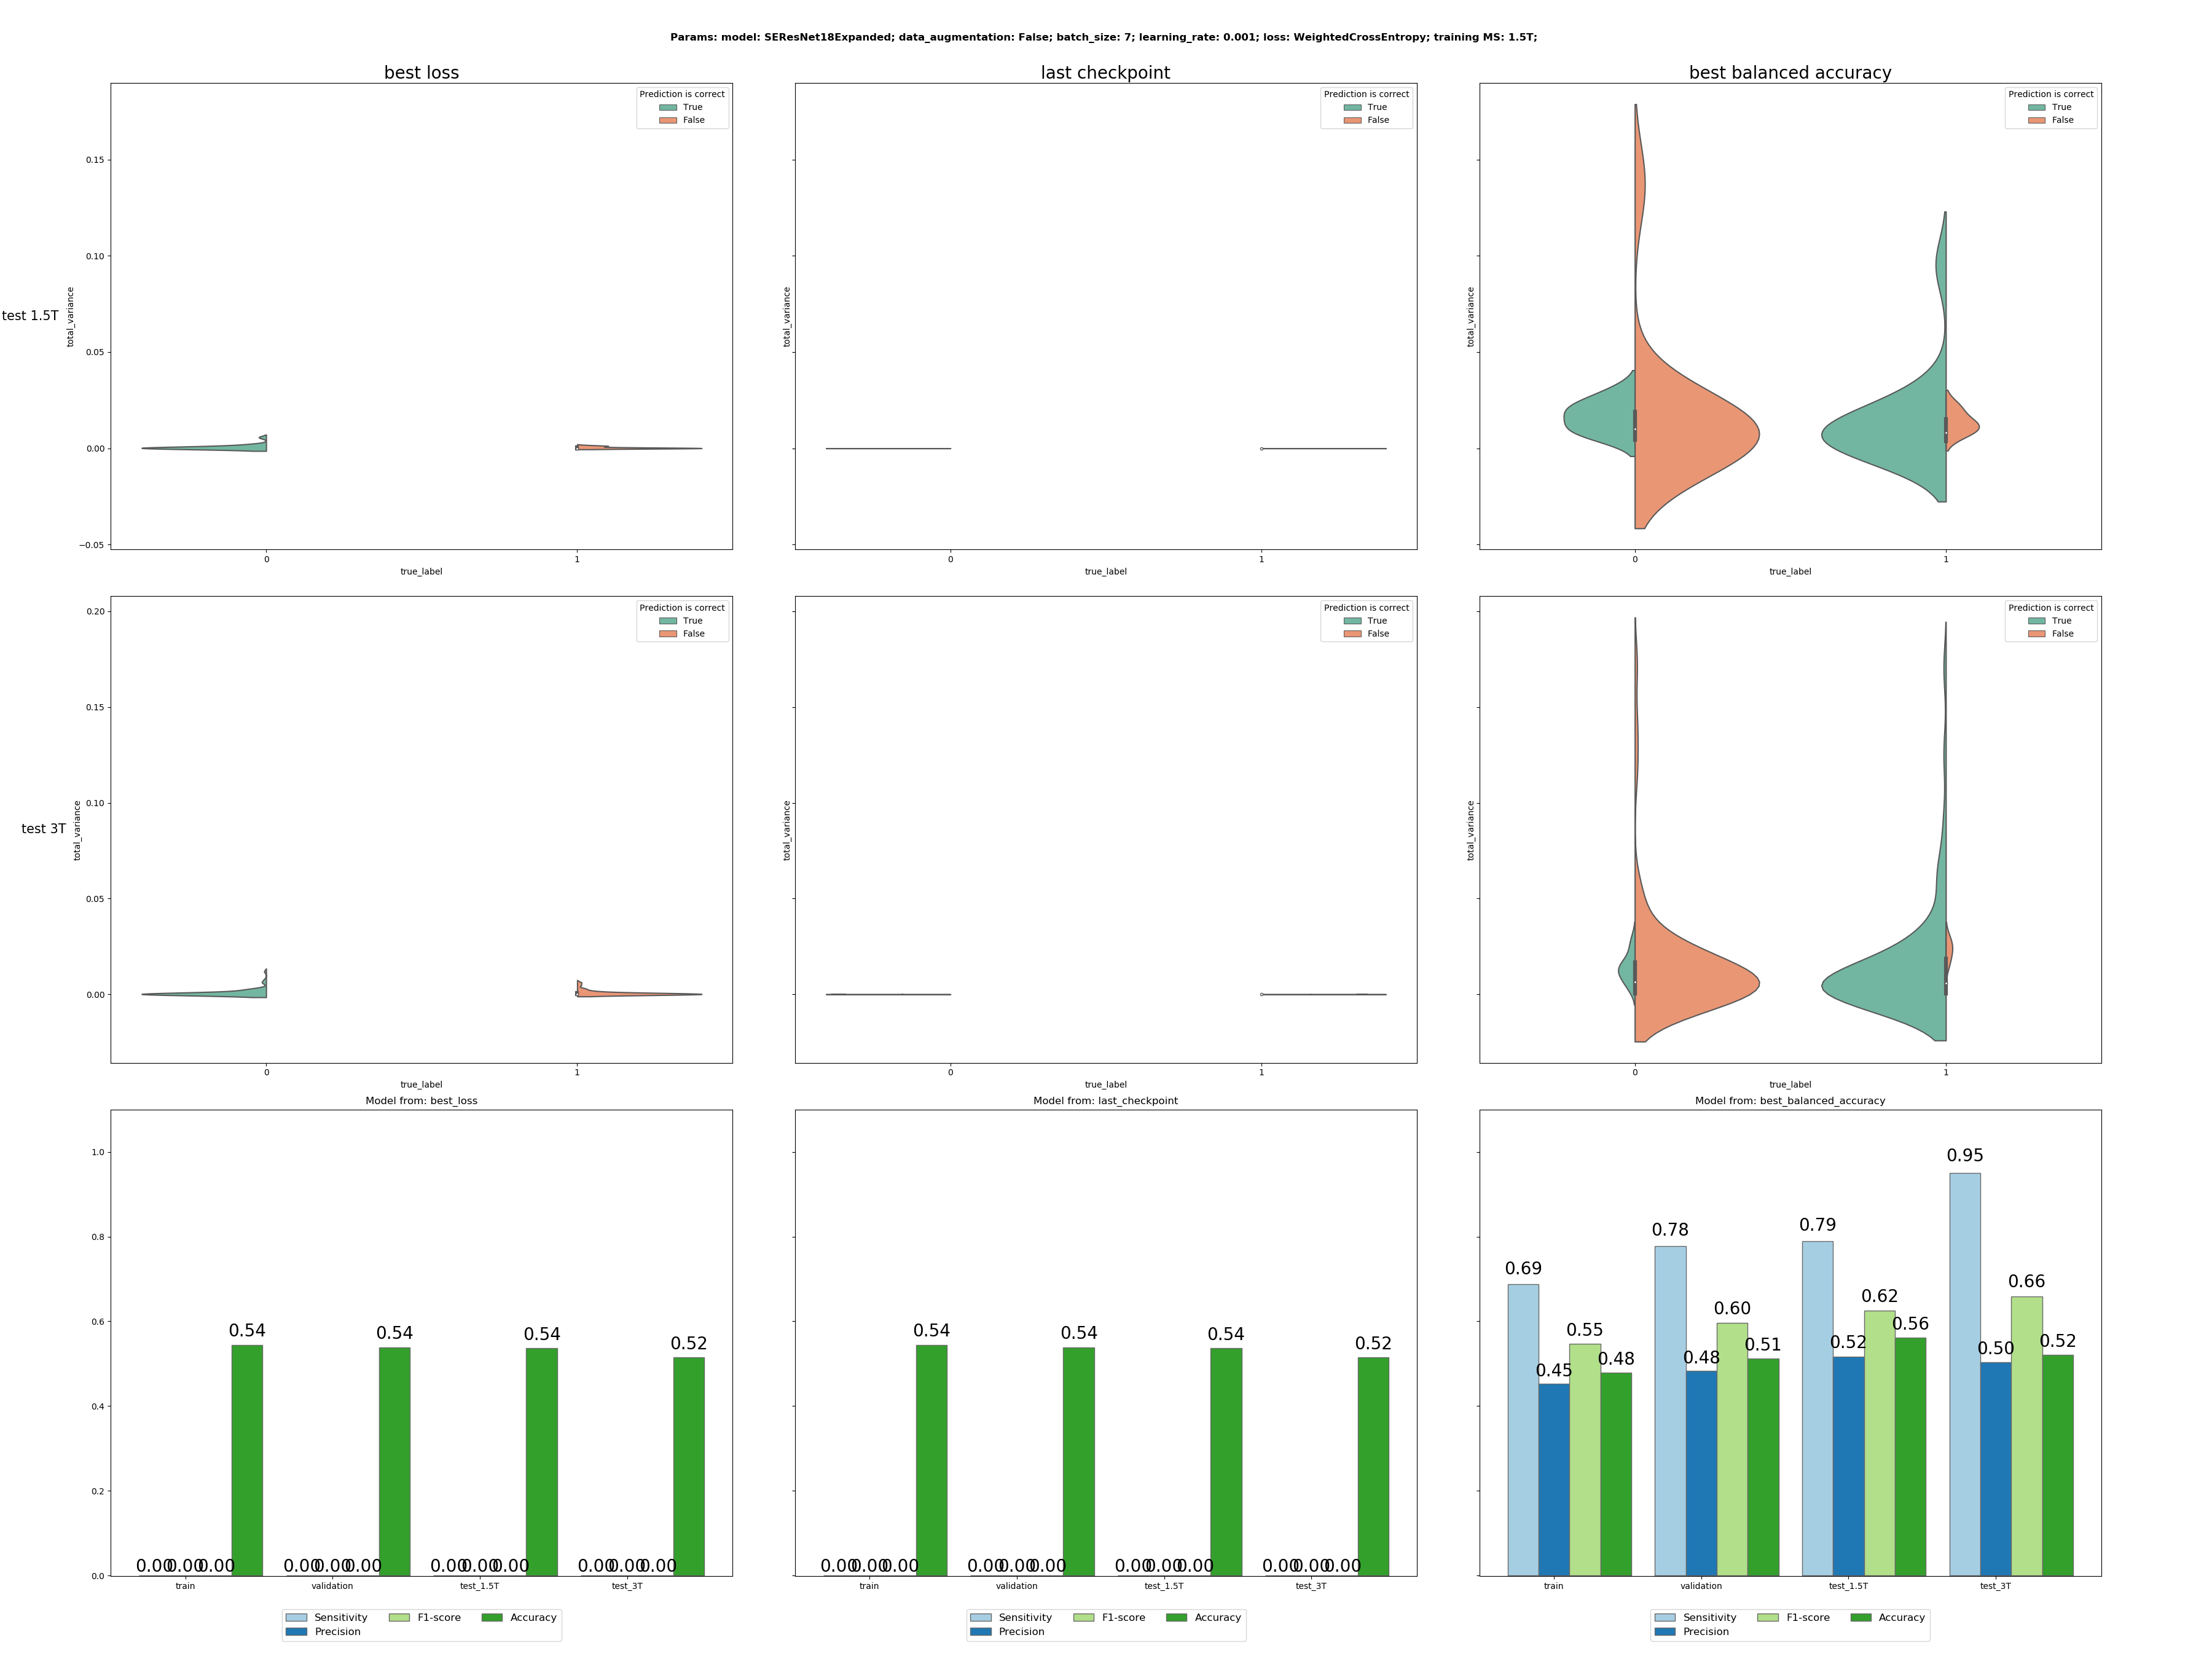 Params: model: SEResNet18Expanded; data_augmentation: False; batch_size: 7; learning_rate: 0.001; loss: WeightedCrossEntropy; training MS: 1.5T;
best loss
last checkpoint
best balanced accuracy
test 1.5T
total_variance
0.15
0.10
0.05
0.00
−0.05
Prediction is correct
True
False
0 1
true_label
total_variance
Prediction is correct
True
False
0 1
true_label
total_variance
Prediction is correct
True
False
0 1
true_label
test 3T
total_variance
0.20
0.15
0.10
0.05
0.00
Prediction is correct
True
False
0 1
true_label
total_variance
Prediction is correct
True
False
0 1
true_label
total_variance
Prediction is correct
True
False
0 1
true_label
Model from: best_loss
1.0
0.8
0.6
0.4
0.2
0.0
0.00 0.00 0.00 0.54
0.00 0.00 0.00 0.54
0.00 0.00 0.00 0.54
0.00 0.00 0.00 0.52
train validation test_1.5T test_3T
Sensitivity F1-score Accuracy
Precision
Model from: last_checkpoint
0.00 0.00 0.00 0.54
0.00 0.00 0.00 0.54
0.00 0.00 0.00 0.54
0.00 0.00 0.00 0.52
train validation test_1.5T test_3T
Sensitivity F1-score Accuracy
Precision
Model from: best_balanced_accuracy
0.69 0.45 0.55 0.48
0.78 0.48 0.60 0.51
0.79 0.52 0.62 0.56
0.95 0.50 0.66 0.52
train validation test_1.5T test_3T
Sensitivity F1-score Accuracy
Precision